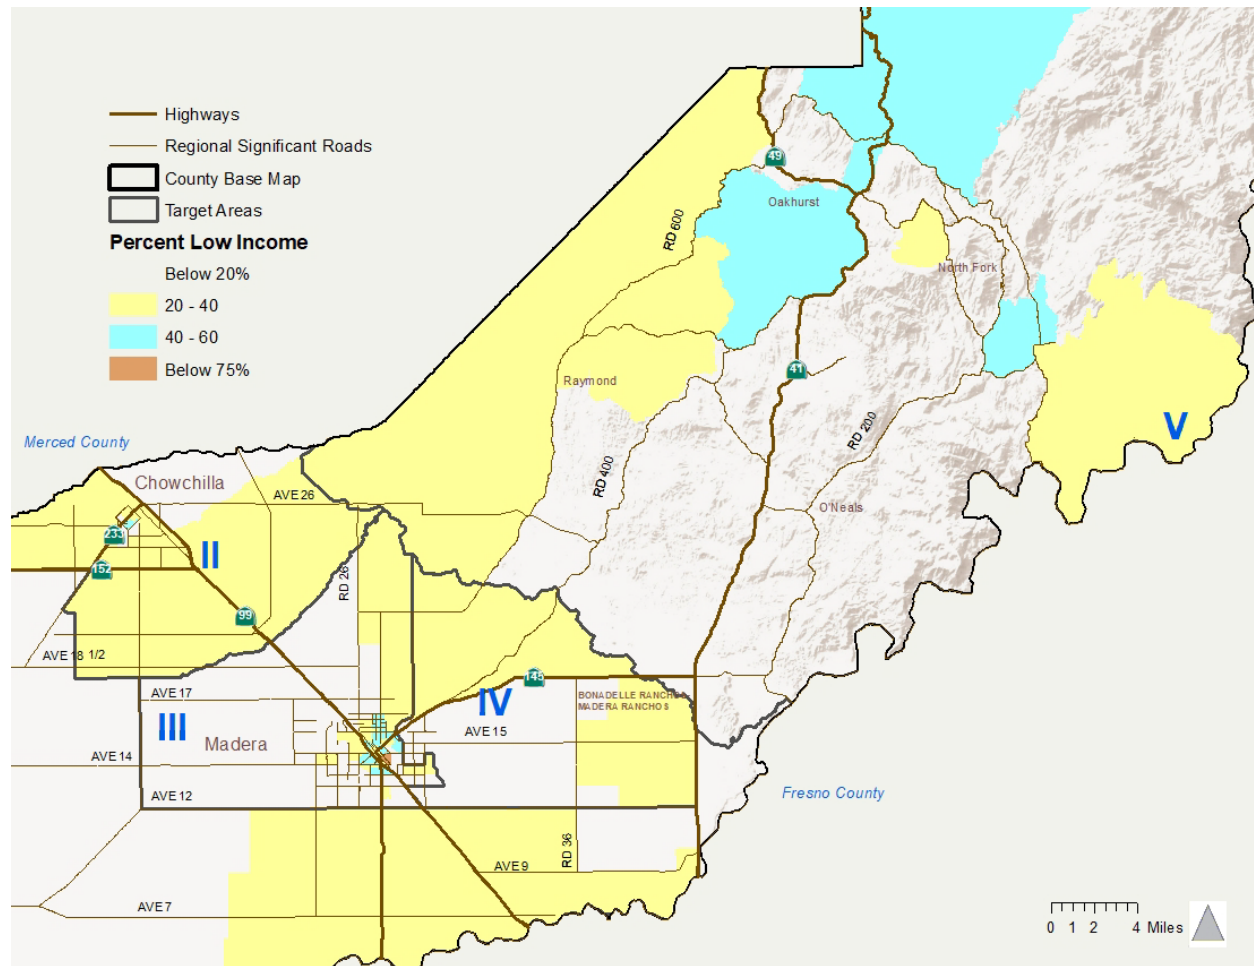 Highways
Regional Significant Roads
County Base Map
Target Areas
Percent Low Income
Below 20%
20 - 40
40 - 60
Below 75%
49
Oakhurst
RD 600
North Fork
41
Raymond
V
RD 200
Merced County
Chowchilla
RD 400
AVE 26
O'Neals
233
II
152
RD 26
99
AVE 18 1/2
145
AVE 17
IV
BONADELLE RANCHOS
MADERA RANCHOS
III
Madera
AVE 15
AVE 14
AVE 12
Fresno County
RD 36
AVE 9
AVE 7
0 1 2 4 Miles